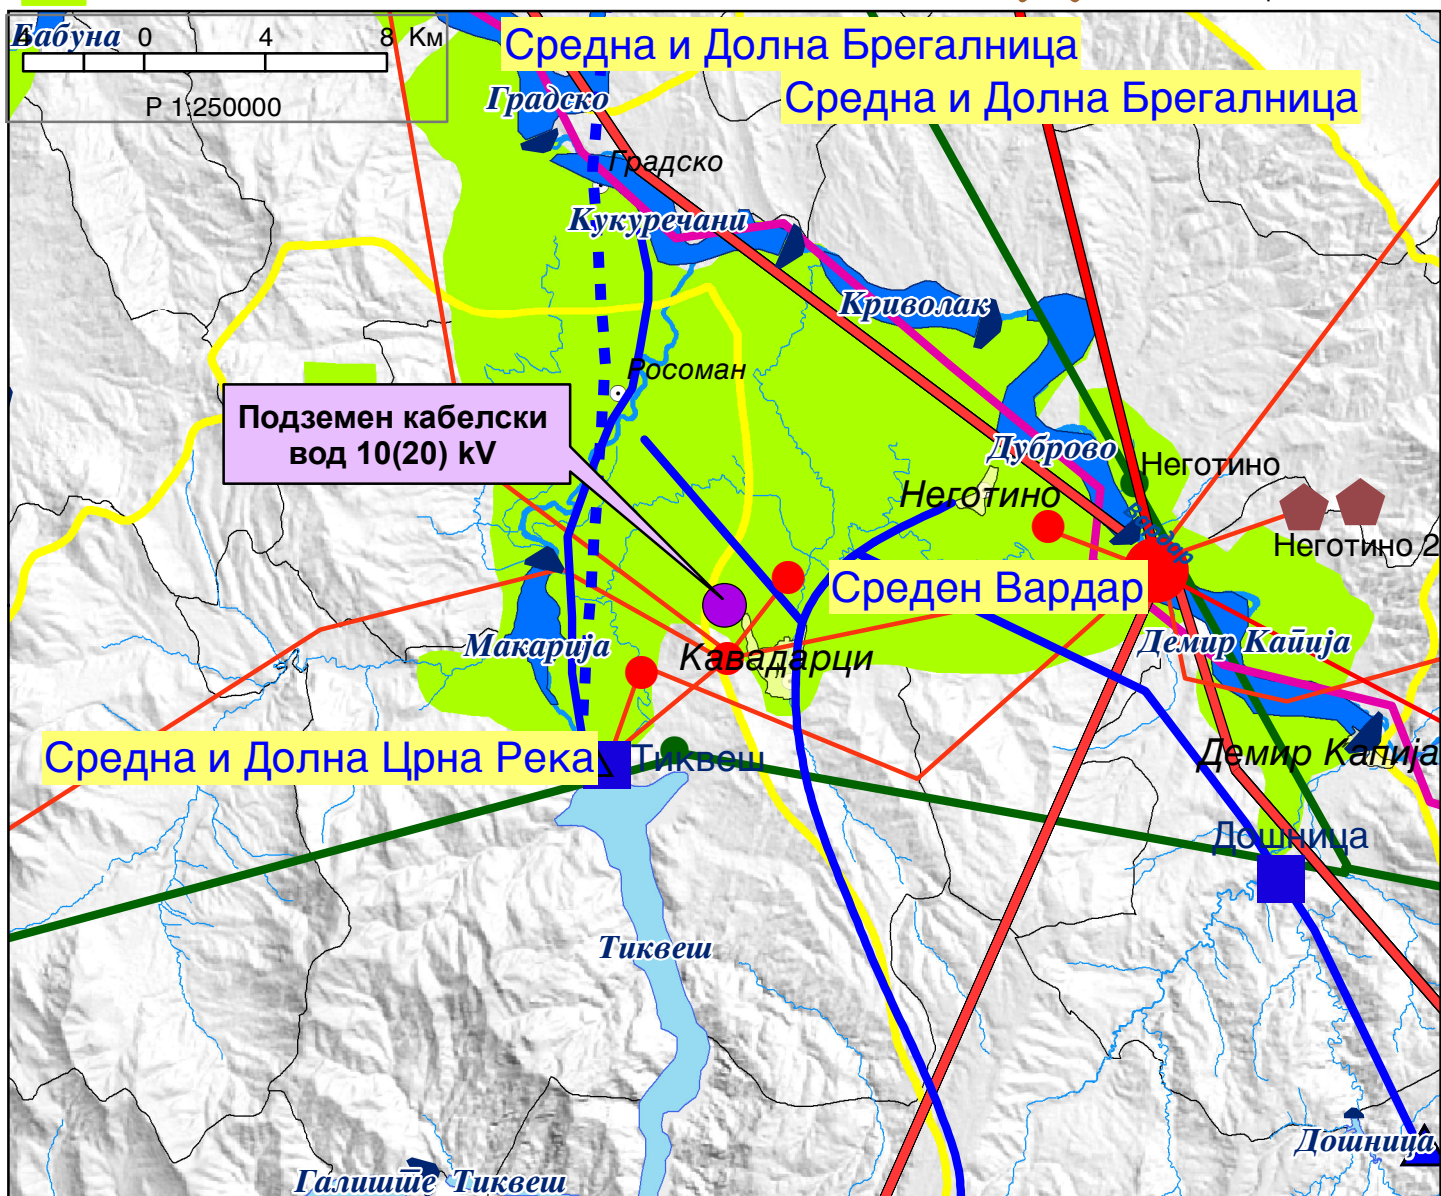 Бабуна
4 0 4 8 Км
Р 1:250000
Средна и Долна Брегалница
Средна и Долна Брегалница
Градско
Градско
Кукуречани
Криволак
Росоман
Подземен кабелски
вод 10(20) kV
Дуброво
Неготино
Неготино
Вардар
Неготино 2
Среден Вардар
Макарија
Кавадарци
Демир Капија
Средна и Долна Црна Река
Тиквеш
Демир Капија
Дошница
Тиквеш
Дошница
Галиште Тиквеш